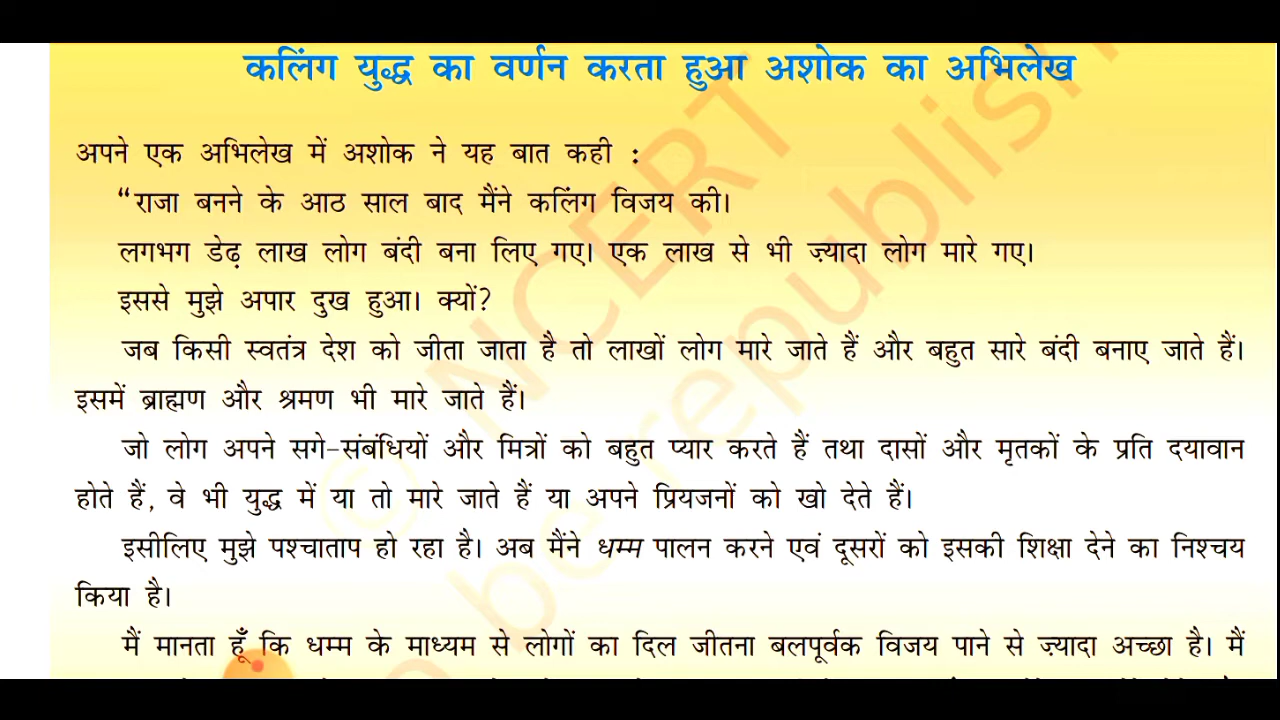 कलिंग युद्ध का वर्णन करता हुआ अशोक का अभिलेख
अपने एक अभिलेख में अशोक ने यह बात कही :
“राजा बनने के आठ साल बाद मैंने कलिंग विजय की।
लगभग डेढ़ लाख लोग बंदी बना लिए गए। एक लाख से भी ज़्यादा लोग मारे गए।
इससे मुझे अपार दुख हुआ। क्यों?
जब किसी स्वतंत्र देश को जीता जाता है तो लाखों लोग मारे जाते हैं और बहुत सारे बंदी बनाए जाते हैं।
इसमें ब्राह्मण और श्रमण भी मारे जाते हैं।
जो लोग अपने सगे-संबंधियों और मित्रों को बहुत प्यार करते हैं तथा दासों और मृतकों के प्रति दयावान
होते हैं, वे भी युद्ध में या तो मारे जाते हैं या अपने प्रियजनों को खो देते हैं।
इसीलिए मुझे पश्चाताप हो रहा है। अब मैंने धम्म पालन करने एवं दूसरों को इसकी शिक्षा देने का निश्चय
किया है।
मैं मानता हूँ कि धम्म के माध्यम से लोगों का दिल जीतना बलपूर्वक विजय पाने से ज़्यादा अच्छा है। मैं
© NCERT
be republish